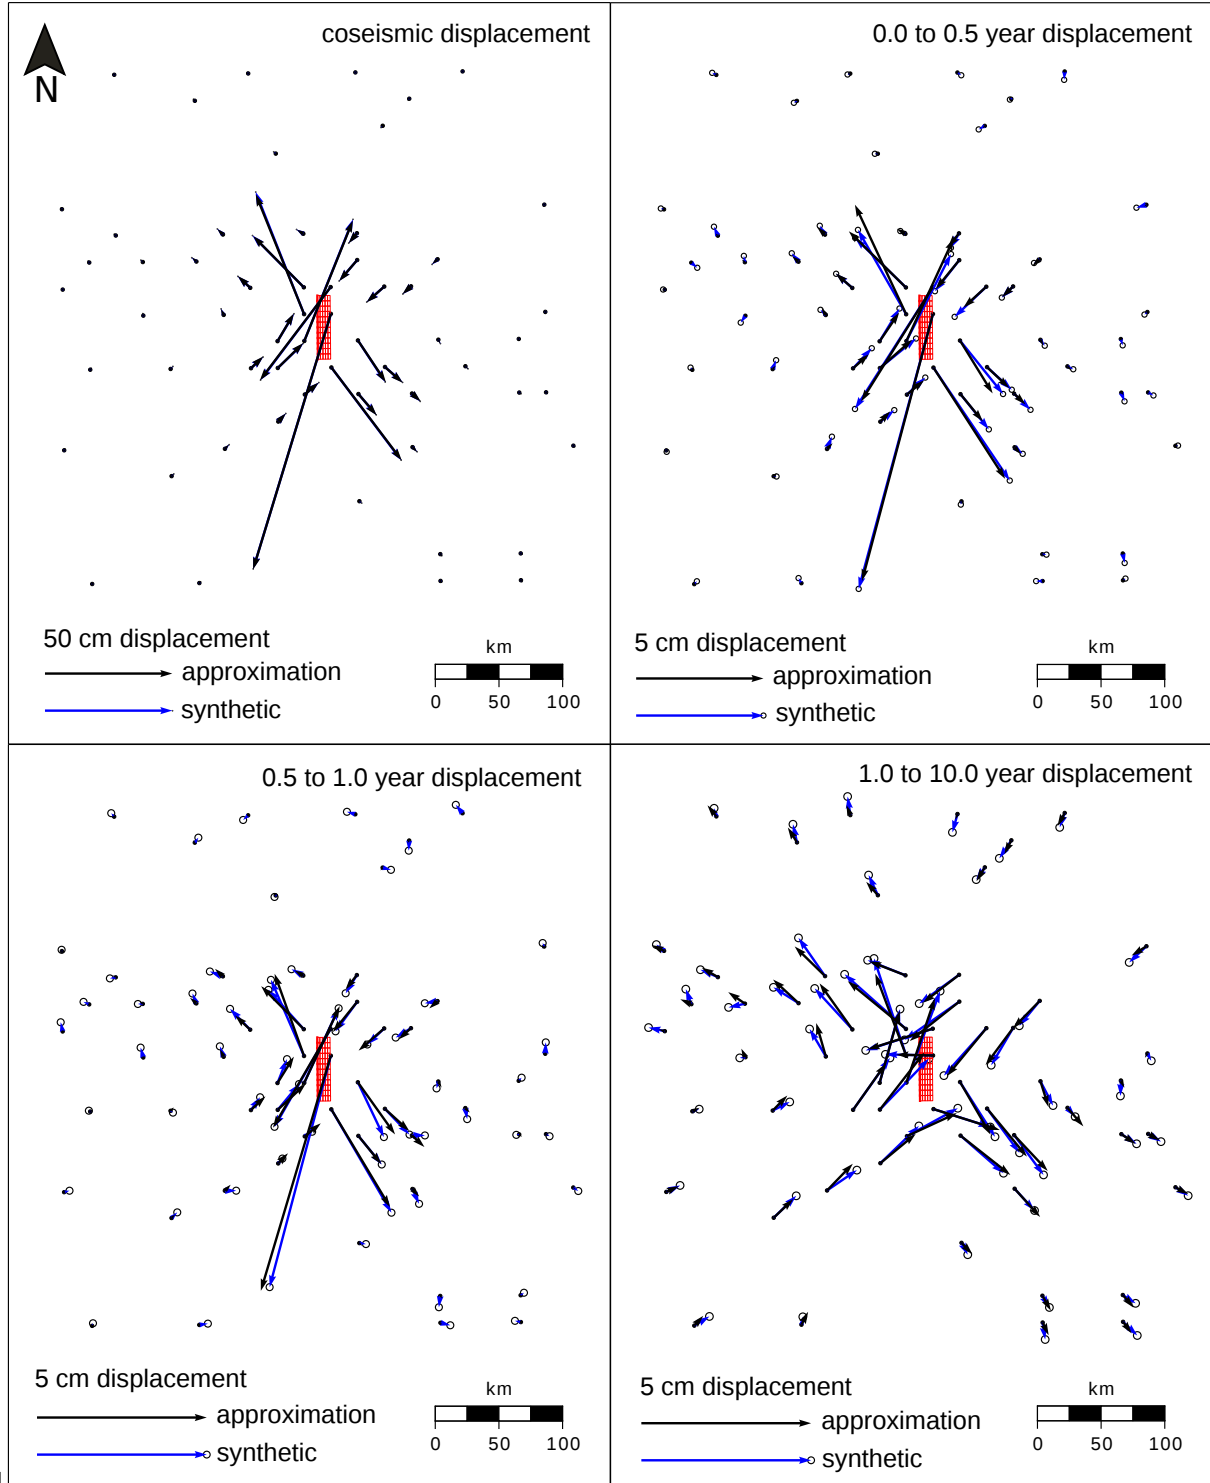 coseismic displacement
N
50 cm displacement
approximation
synthetic
km
0 50 100
0.0 to 0.5 year displacement
5 cm displacement
approximation
synthetic
km
0 50 100
0.5 to 1.0 year displacement
5 cm displacement
approximation
synthetic
km
0 50 100
1.0 to 10.0 year displacement
5 cm displacement
approximation
synthetic
km
0 50 100